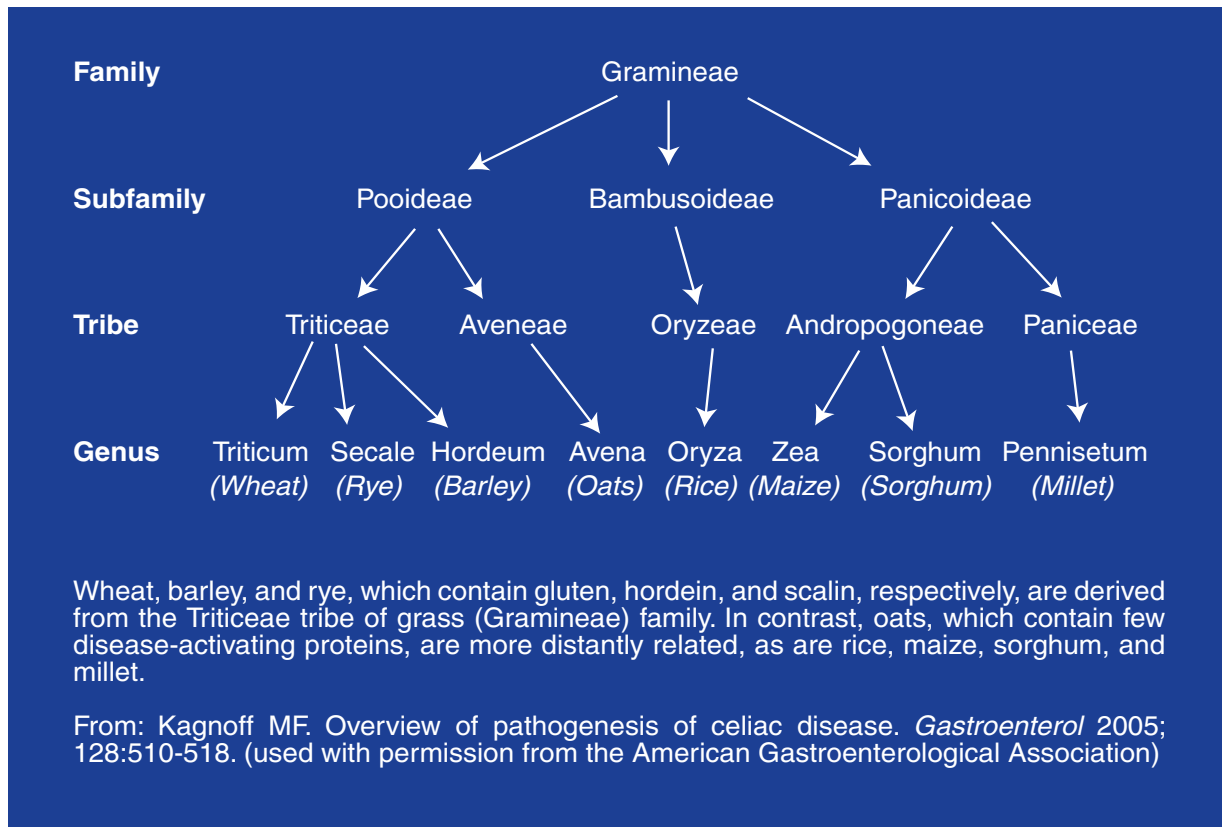 Family Gramineae
Subfamily Pooideae Bambusoideae Panicoideae
Tribe Triticeae Aveneae Oryzeae Andropogoneae Paniceae
Genus Triticum Secale Hordeum Avena Oryza Zea Sorghum Pennisetum
(Wheat) (Rye) (Barley) (Oats) (Rice) (Maize) (Sorghum) (Millet)
Wheat, barley, and rye, which contain gluten, hordein, and scalin, respectively, are derived
from the Triticeae tribe of grass (Gramineae) family. In contrast, oats, which contain few
disease-activating proteins, are more distantly related, as are rice, maize, sorghum, and
millet.
From: Kagnoff MF. Overview of pathogenesis of celiac disease. Gastroenterol 2005;
128:510-518. (used with permission from the American Gastroenterological Association)